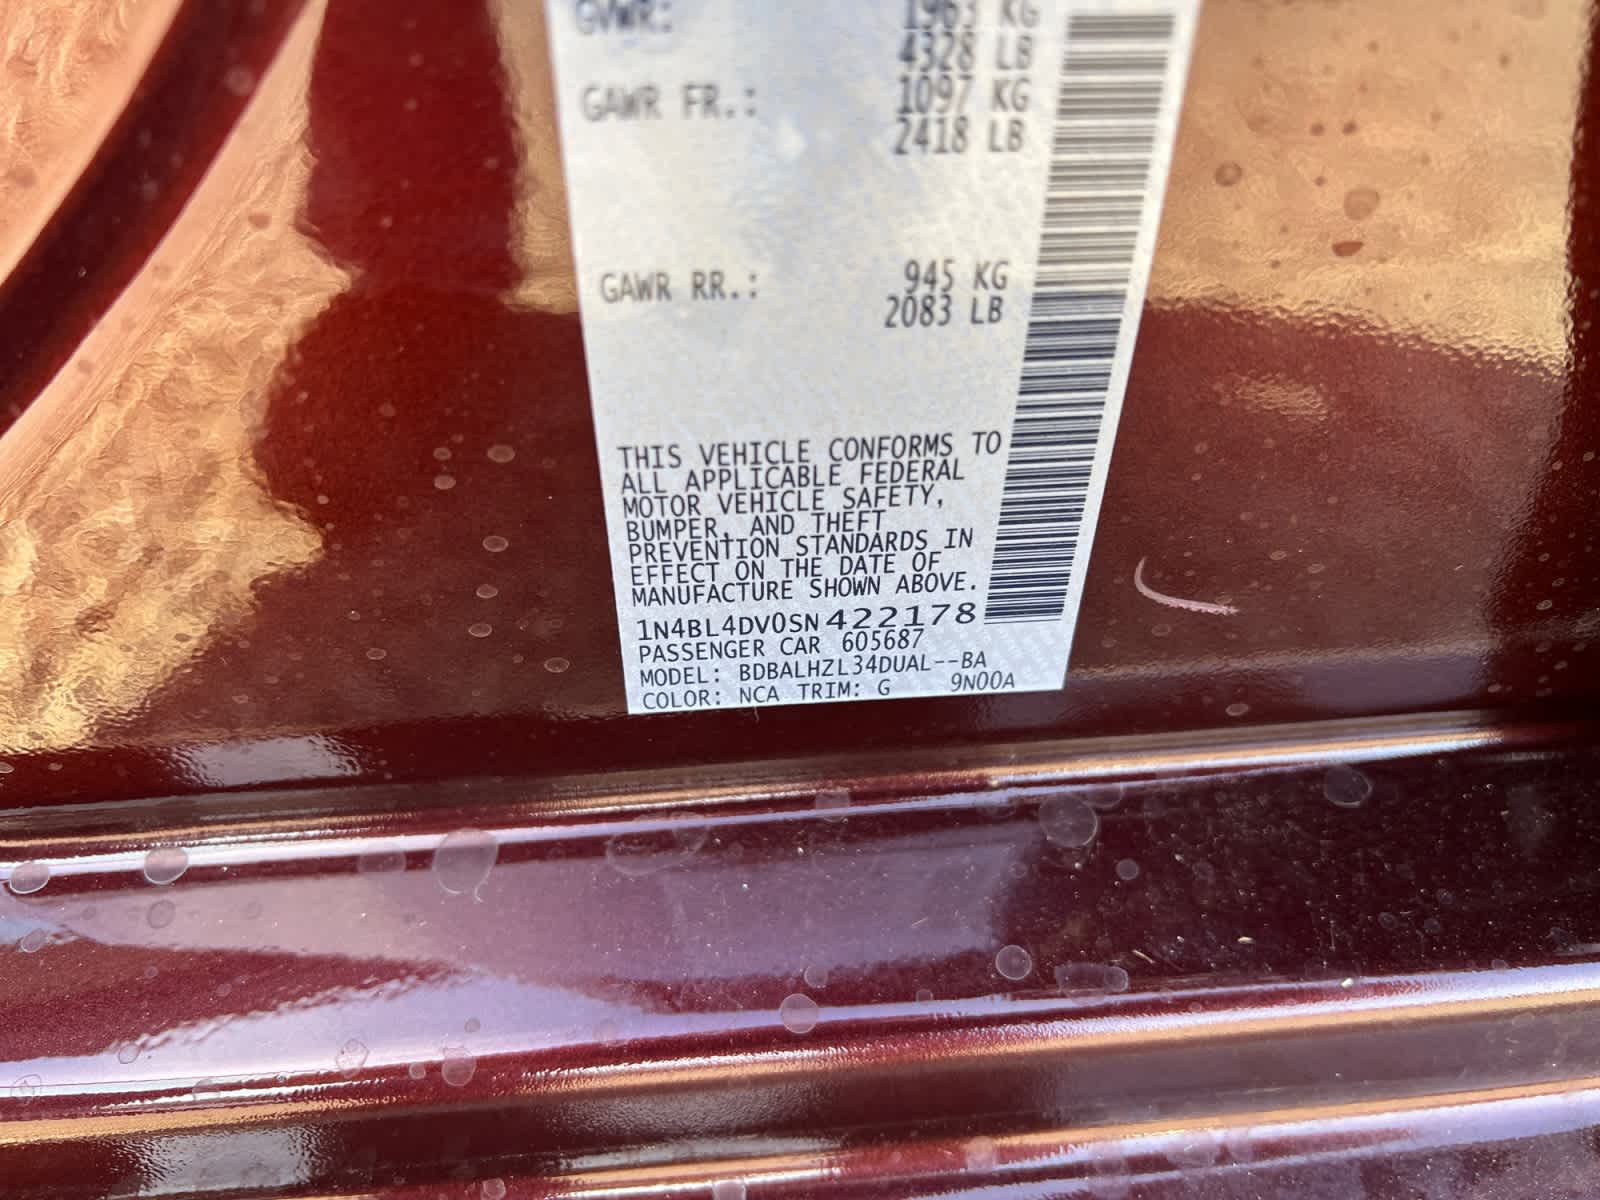 GVWR: 1963 KG
4328 LB
GAWR FR.: 1097 KG
2418 LB
GAWR RR.: 945 KG
2083 LB
THIS VEHICLE CONFORMS TO
ALL APPLICABLE FEDERAL
MOTOR VEHICLE SAFETY,
BUMPER, AND THEFT
PREVENTION STANDARDS IN
EFFECT ON THE DATE OF
MANUFACTURE SHOWN ABOVE.
1N4BL4DV0SN422178
PASSENGER CAR 605687
MODEL: BDBALHZL34DUAL--BA
COLOR: NCA TRIM: G 9N00A